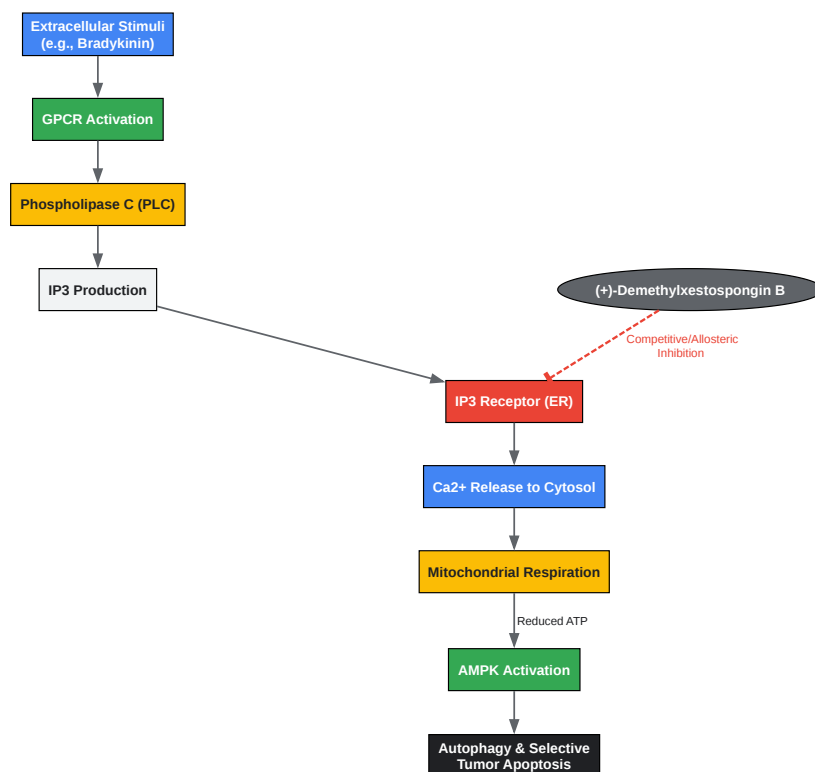 Extracellular Stimuli
(e.g., Bradykinin)
GPCR Activation
Phospholipase C (PLC)
IP3 Production
(+)-Demethylxestospongin B
Competitive/Allosteric
Inhibition
IP3 Receptor (ER)
Ca2+ Release to Cytosol
Mitochondrial Respiration
Reduced ATP
AMPK Activation
Autophagy & Selective
Tumor Apoptosis